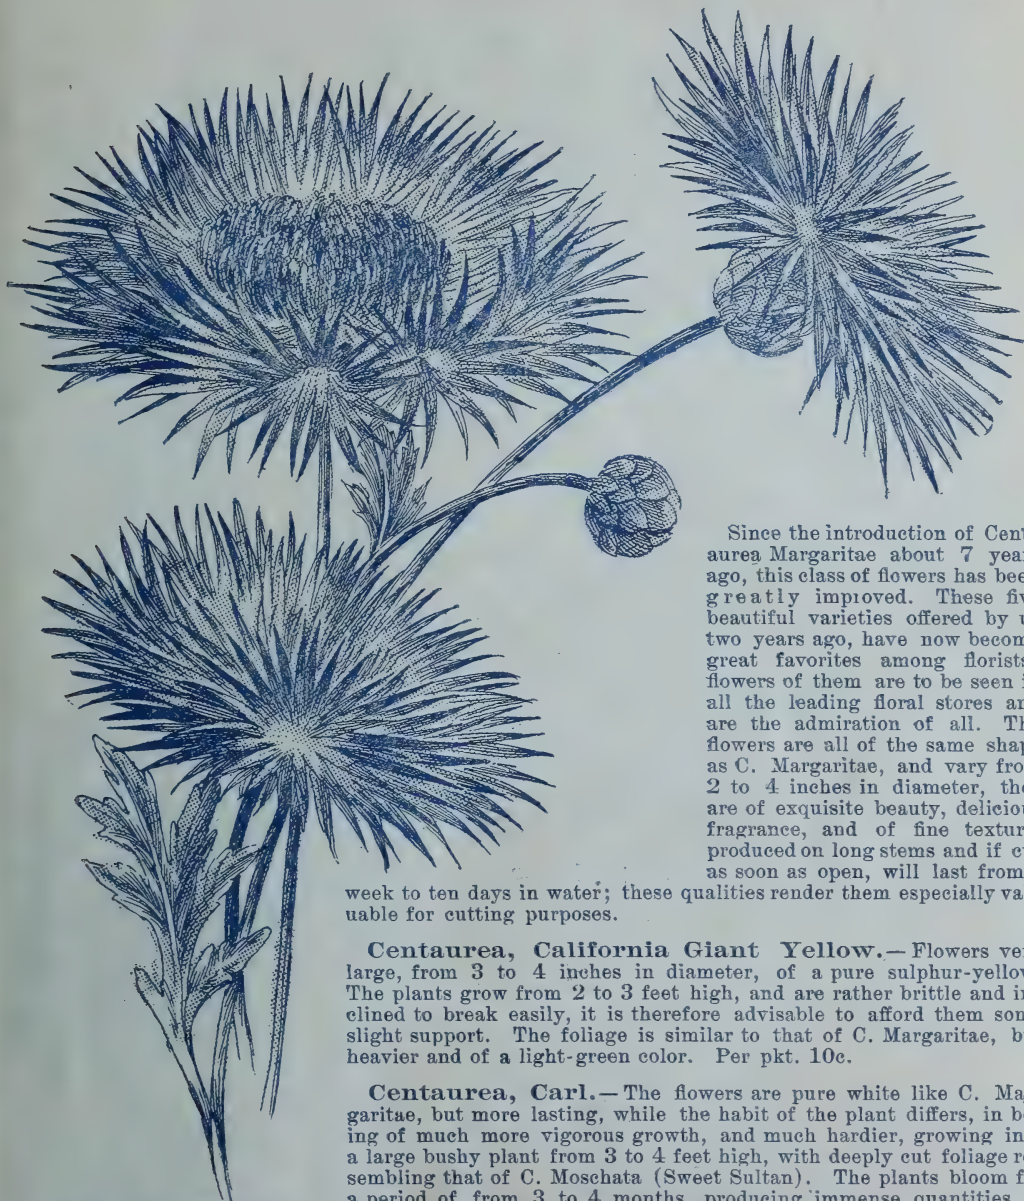 Since the introduction of Cent
aurea Margaritae about 7 year
ago, this class of flowers has bee
greatly improved. These fiv
beautiful varieties offered by u
two years ago, have now becom
great favorites among florists
flowers of them are to be seen i
all the leading floral stores an
are the admiration of all. Th
flowers are all of the same shap
as C. Margaritae, and vary fro
2 to 4 inches in diameter, the
are of exquisite beauty, deliciou
fragrance, and of fine textur
produced on long stems and if cu
as soon as open, will last from
week to ten days in water; these qualities render them especially va
uable for cutting purposes.
Centaurea, California Giant Yellow.—Flowers ver
large, from 3 to 4 inches in diameter, of a pure sulphur-yellow
The plants grow from 2 to 3 feet high, and are rather brittle and in
clined to break easily, it is therefore advisable to afford them som
slight support. The foliage is similar to that of C. Margaritae, b
heavier and of a light-green color. Per pkt. 10c.
Centaurea, Carl.—The flowers are pure white like C. Ma
garitae, but more lasting, while the habit of the plant differs, in b
ing of much more vigorous growth, and much hardier, growing in
a large bushy plant from 3 to 4 feet high, with deeply cut foliage r
sembling that of C. Moschata (Sweet Sultan). The plants bloom f
a period of from 3 to 4 months, producing immense quantities